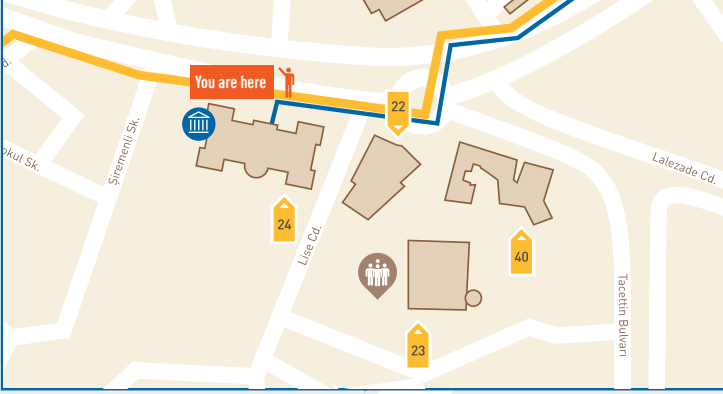 d.
You are here
22
okul Sk.
Şiremenli Sk.
Lalezade Cd.
24
Lise Cd.
40
Tacettin Bulvarı
23